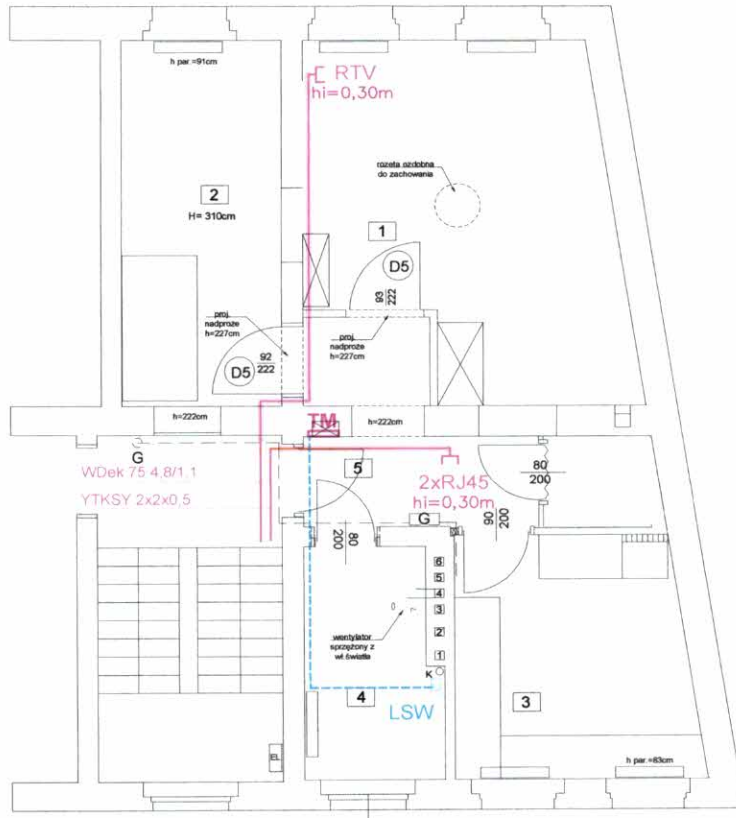 h par.=91cm
RTV
hi=0,30m
rozeta ozdobna
do zachowania
2
H= 310cm
1
D5
93
222
proj.
nadproże
h=227cm
proj.
nadproże
h=227cm
92
222
D5
h=222cm
TM
h=222cm
G
WDek 75 4,8/1,1
YTKSY 2x2x0,5
5
2xRJ45
hi=0,30m
80
200
90
200
G
80
200
6
5
4
3
2
1
wentylator
sprzężony z
wł.światła
K
4
LSW
3
h par.=83cm